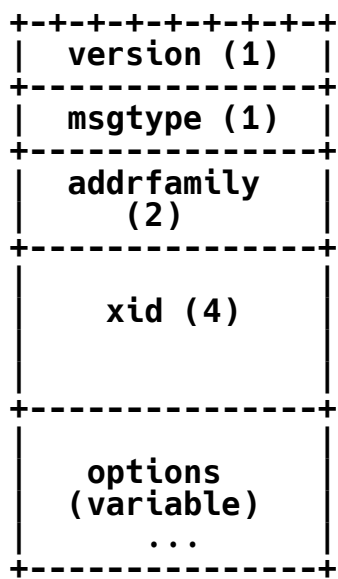 +-+-+-+-+-+-+-+-+
|  version (1)  |
+---------------+
|  msgtype (1)  |
+---------------+
|  addrfamily   |
|     (2)       |
+---------------+
|               |
|    xid (4)    |
|               |
|               |
+---------------+
|               |
|   options     |
|  (variable)   |
|      ...      |
+---------------+